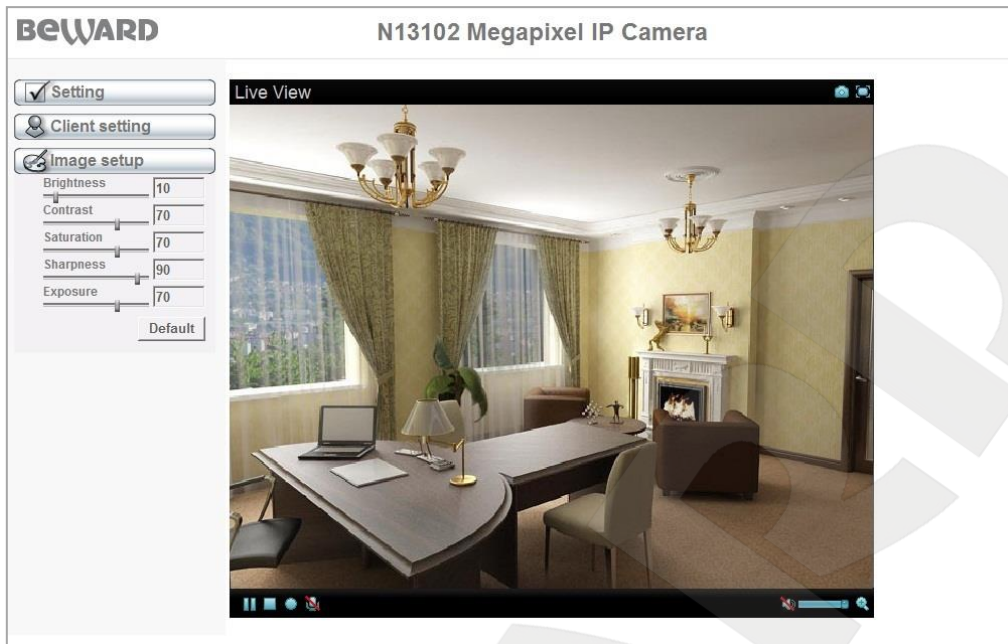 BEWARD
N13102 Megapixel IP Camera
Setting
Client setting
Image setup
Brightness 10
Contrast 70
Saturation 70
Sharpness 90
Exposure 70
Default
Live View